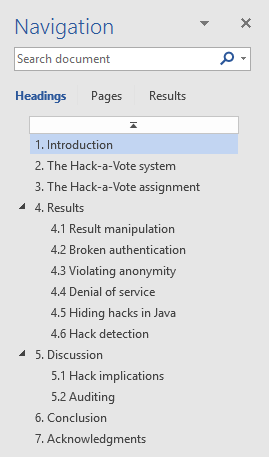 Navigation
Search document
Headings Pages Results
1. Introduction
2. The Hack-a-Vote system
3. The Hack-a-Vote assignment
4. Results
4.1 Result manipulation
4.2 Broken authentication
4.3 Violating anonymity
4.4 Denial of service
4.5 Hiding hacks in Java
4.6 Hack detection
5. Discussion
5.1 Hack implications
5.2 Auditing
6. Conclusion
7. Acknowledgments